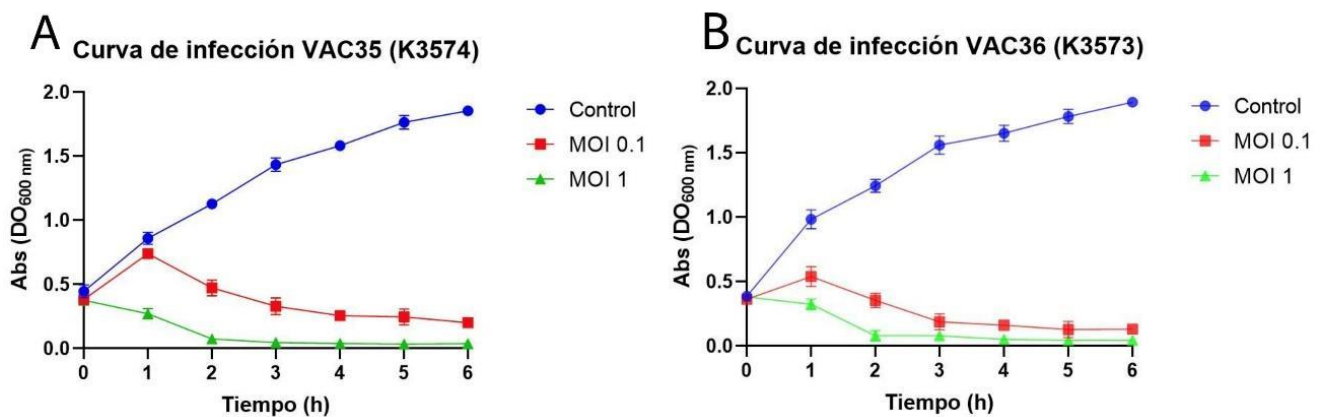 A
Curva de infección VAC35 (K3574)
2.0
1.5
1.0
0.5
0.0
Abs (DO600 nm)
0 1 2 3 4 5 6
Tiempo (h)
Control
MOI 0.1
MOI 1
B
Curva de infección VAC36 (K3573)
2.0
1.5
1.0
0.5
0.0
Abs (DO600 nm)
0 1 2 3 4 5 6
Tiempo (h)
Control
MOI 0.1
MOI 1